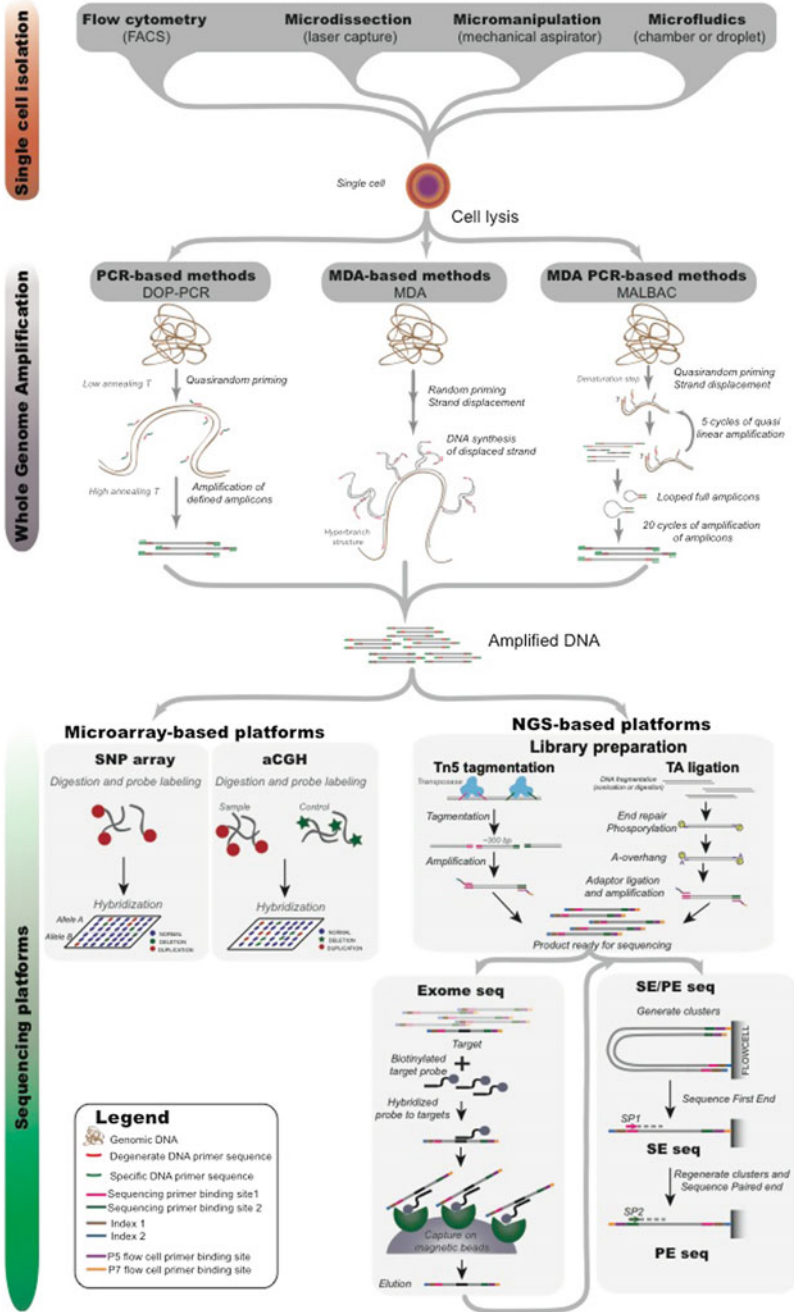 Single cell isolation
Flow cytometry
(FACS)
Microdissection
(laser capture)
Micromanipulation
(mechanical aspirator)
Microfludics
(chamber or droplet)
Single cell
Cell lysis
Whole Genome Amplification
PCR-based methods
DOP-PCR
Low annealing T
Quasirandom priming
High annealing T
Amplification of
defined amplicons
MDA-based methods
MDA
Random priming
Strand displacement
DNA synthesis
of displaced strand
Hyperbranch
structure
MDA PCR-based methods
MALBAC
Denaturation step
Quasirandom priming
Strand displacement
5 cycles of quasi
linear amplification
Looped full amplicons
20 cycles of amplification
of amplicons
Amplified DNA
Sequencing platforms
Microarray-based platforms
SNP array
Digestion and probe labeling
Hybridization
Allele A
Allele B
NORMAL
DELETION
DUPLICATION
aCGH
Digestion and probe labeling
Sample
Control
Hybridization
NORMAL
DELETION
DUPLICATION
NGS-based platforms
Library preparation
Tn5 tagmentation
Transposase
Tagmentation
~300 bp
Amplification
TA ligation
DNA fragmentation
(sonication or digestion)
End repair
Phosporylation
A-overhang
A
A
Adaptor ligation
and amplification
Product ready for sequencing
Exome seq
Target
Biotinylated
target probe
Hybridized
probe to targets
Capture on
magnetic beads
Elution
SE/PE seq
Generate clusters
FLOWCELL
Sequence First End
SP1
SE seq
Regenerate clusters and
Sequence Paired end
SP2
PE seq
Legend
Genomic DNA
Degenerate DNA primer sequence
Specific DNA primer sequence
Sequencing primer binding site1
Sequencing primer binding site 2
Index 1
Index 2
P5 flow cell primer binding site
P7 flow cell primer binding site